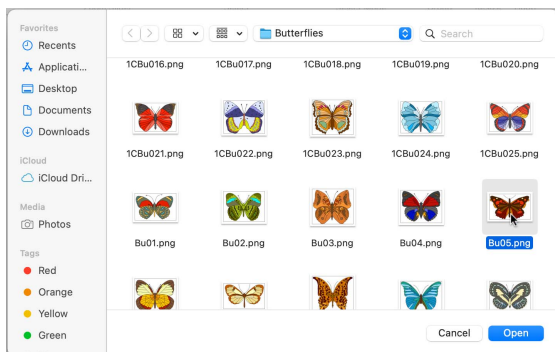 Favorites
Recents
Applicati...
Desktop
Documents
Downloads
iCloud
iCloud Dri...
Media
Photos
Tags
Red
Orange
Yellow
Green
Butterflies
Search
1CBu016.png 1CBu017.png 1CBu018.png 1CBu019.png 1CBu020.png
1CBu021.png 1CBu022.png 1CBu023.png 1CBu024.png 1CBu025.png
Bu01.png Bu02.png Bu03.png Bu04.png Bu05.png
Cancel Open